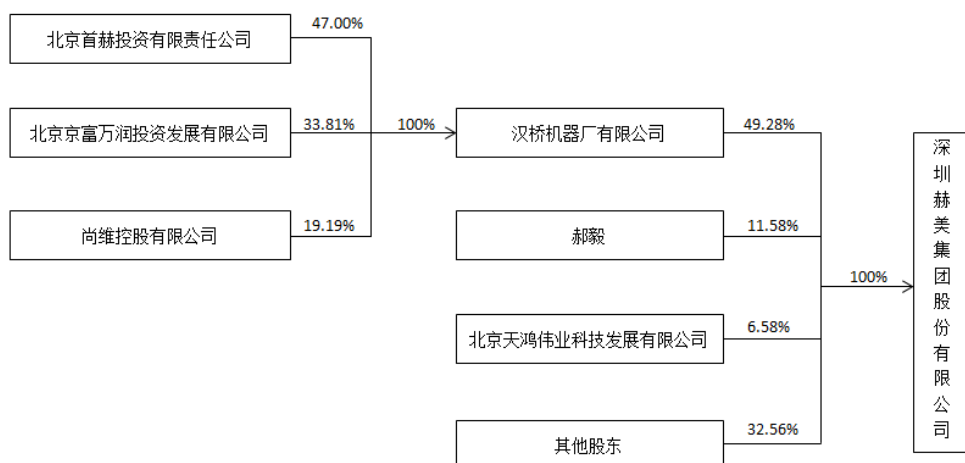 北京首赫投资有限责任公司
47.00%
北京京富万润投资发展有限公司
33.81%
100%
汉桥机器厂有限公司
49.28%
尚维控股有限公司
19.19%
郝毅
11.58%
100%
深圳赫美集团股份有限公司
北京天鸿伟业科技发展有限公司
6.58%
其他股东
32.56%